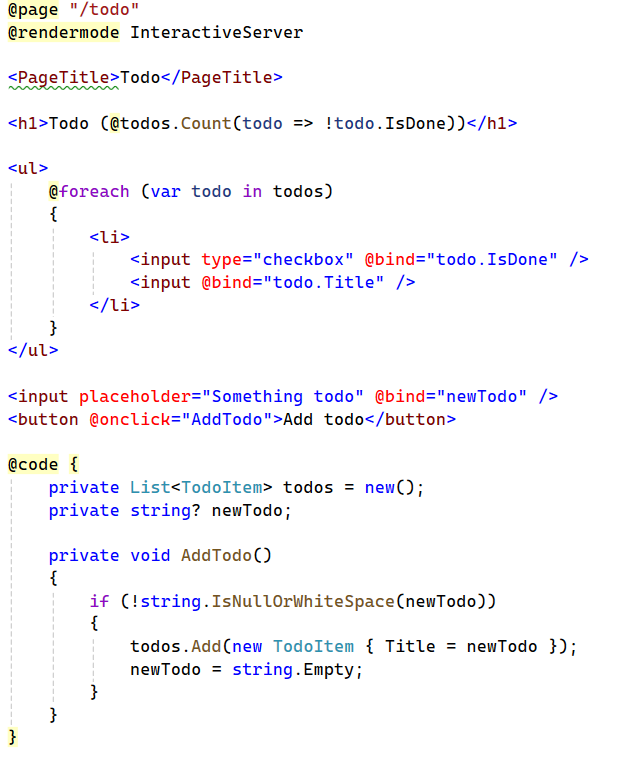 @page "/todo"
@rendermode InteractiveServer

<PageTitle>Todo</PageTitle>

<h1>Todo (@todos.Count(todo => !todo.IsDone))</h1>

<ul>
    @foreach (var todo in todos)
    {
        <li>
            <input type="checkbox" @bind="todo.IsDone" />
            <input @bind="todo.Title" />
        </li>
    }
</ul>

<input placeholder="Something todo" @bind="newTodo" />
<button @onclick="AddTodo">Add todo</button>

@code {
    private List<TodoItem> todos = new();
    private string? newTodo;

    private void AddTodo()
    {
        if (!string.IsNullOrWhiteSpace(newTodo))
        {
            todos.Add(new TodoItem { Title = newTodo });
            newTodo = string.Empty;
        }
    }
}